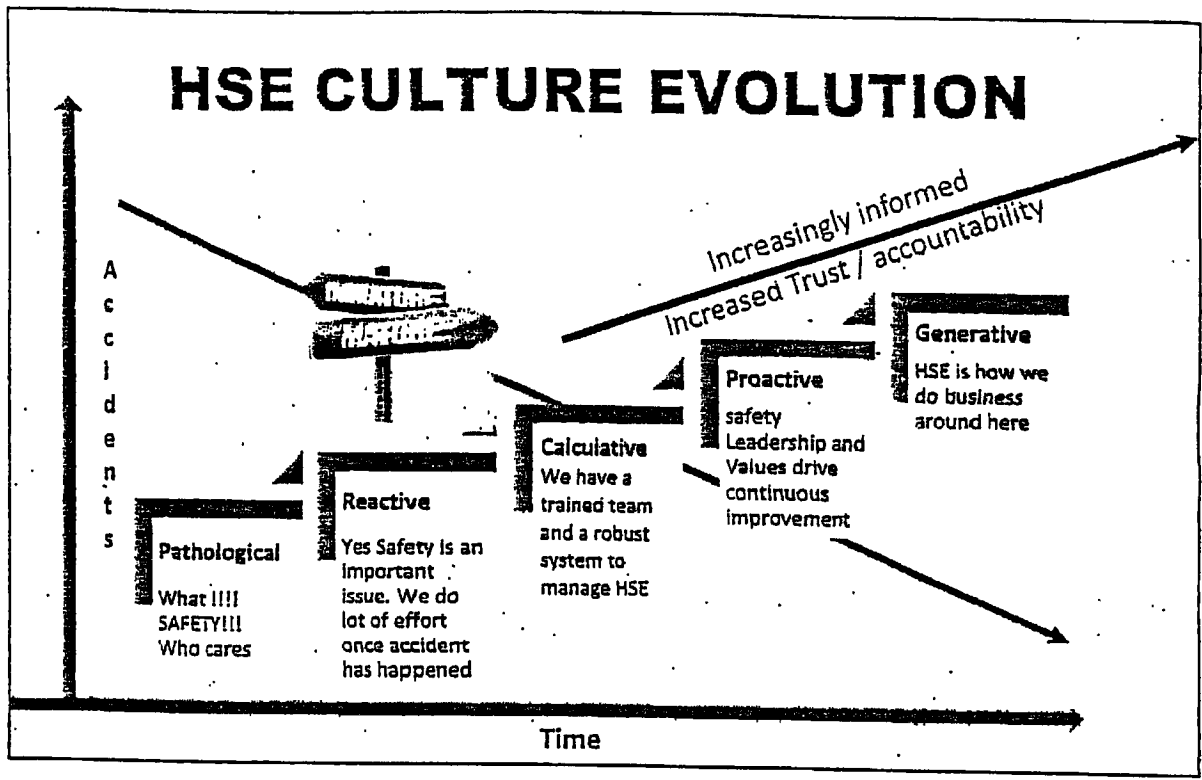 HSE CULTURE EVOLUTION
Increasingly informed
Increased Trust / accountability
Accidents
Generative
HSE is how we
do business
around here
Proactive
safety
Leadership and
Values drive
continuous
improvement
Calculative
We have a
trained team
and a robust
system to
manage HSE
Reactive
Yes Safety is an
important
issue. We do
lot of effort
once accident
has happened
Pathological
What !!!!
SAFETY!!!
Who cares
Time